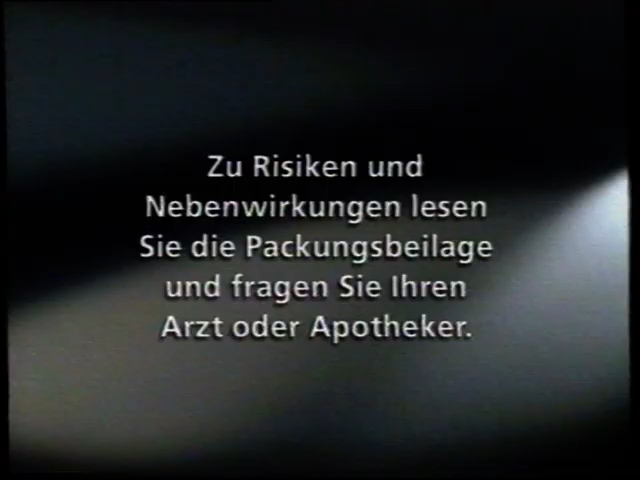 Zu Risiken und
Nebenwirkungen lesen
Sie die Packungsbeilage
und fragen Sie Ihren
Arzt oder Apotheker.